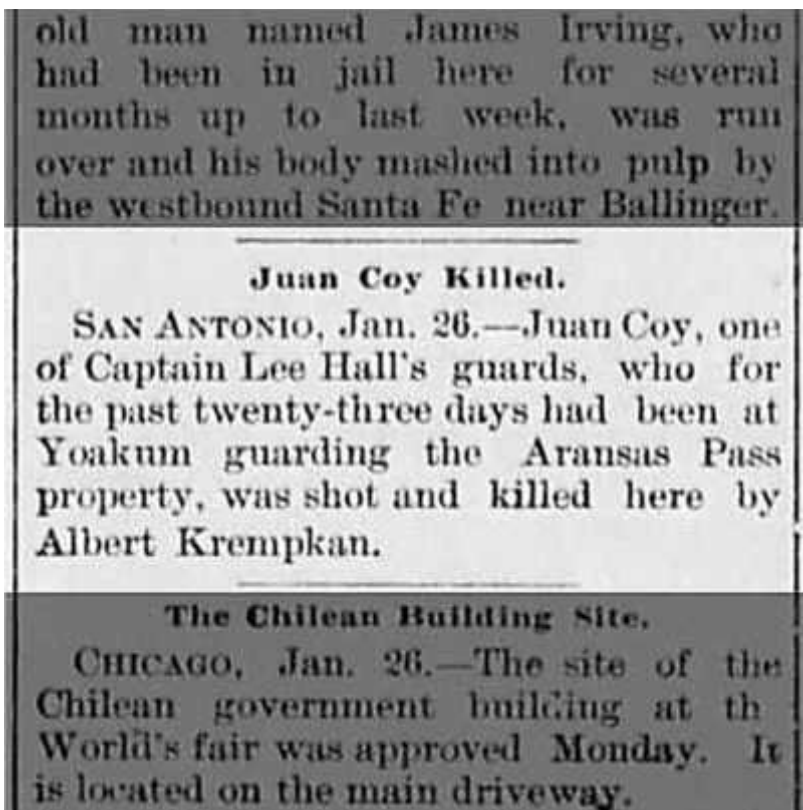 old man named James Irving, who
had been in jail here for several
months up to last week, was run
over and his body mashed into pulp by
the westbound Santa Fe near Ballinger.
Juan Coy Killed.
SAN ANTONIO, Jan. 26.—Juan Coy, one
of Captain Lee Hall's guards, who for
the past twenty-three days had been at
Yoakum guarding the Aransas Pass
property, was shot and killed here by
Albert Krempkan.
The Chilean Building Site.
CHICAGO, Jan. 26.—The site of the
Chilean government building at th
World's fair was approved Monday. It
is located on the main driveway.